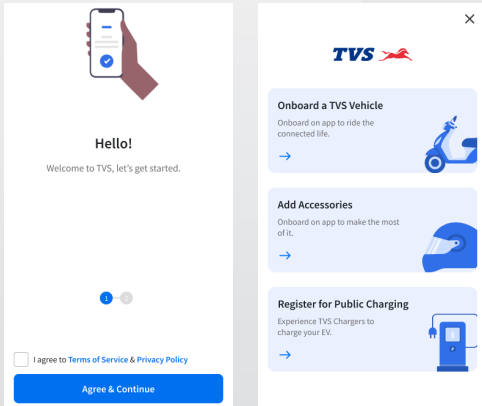 Hello!
Welcome to TVS, let's get started.
1
2
I agree to Terms of Service & Privacy Policy
Agree & Continue
TVS
Onboard a TVS Vehicle
Onboard on app to ride the
connected life.
Add Accessories
Onboard on app to make the most
of it.
Register for Public Charging
Experience TVS Chargers to
charge your EV.